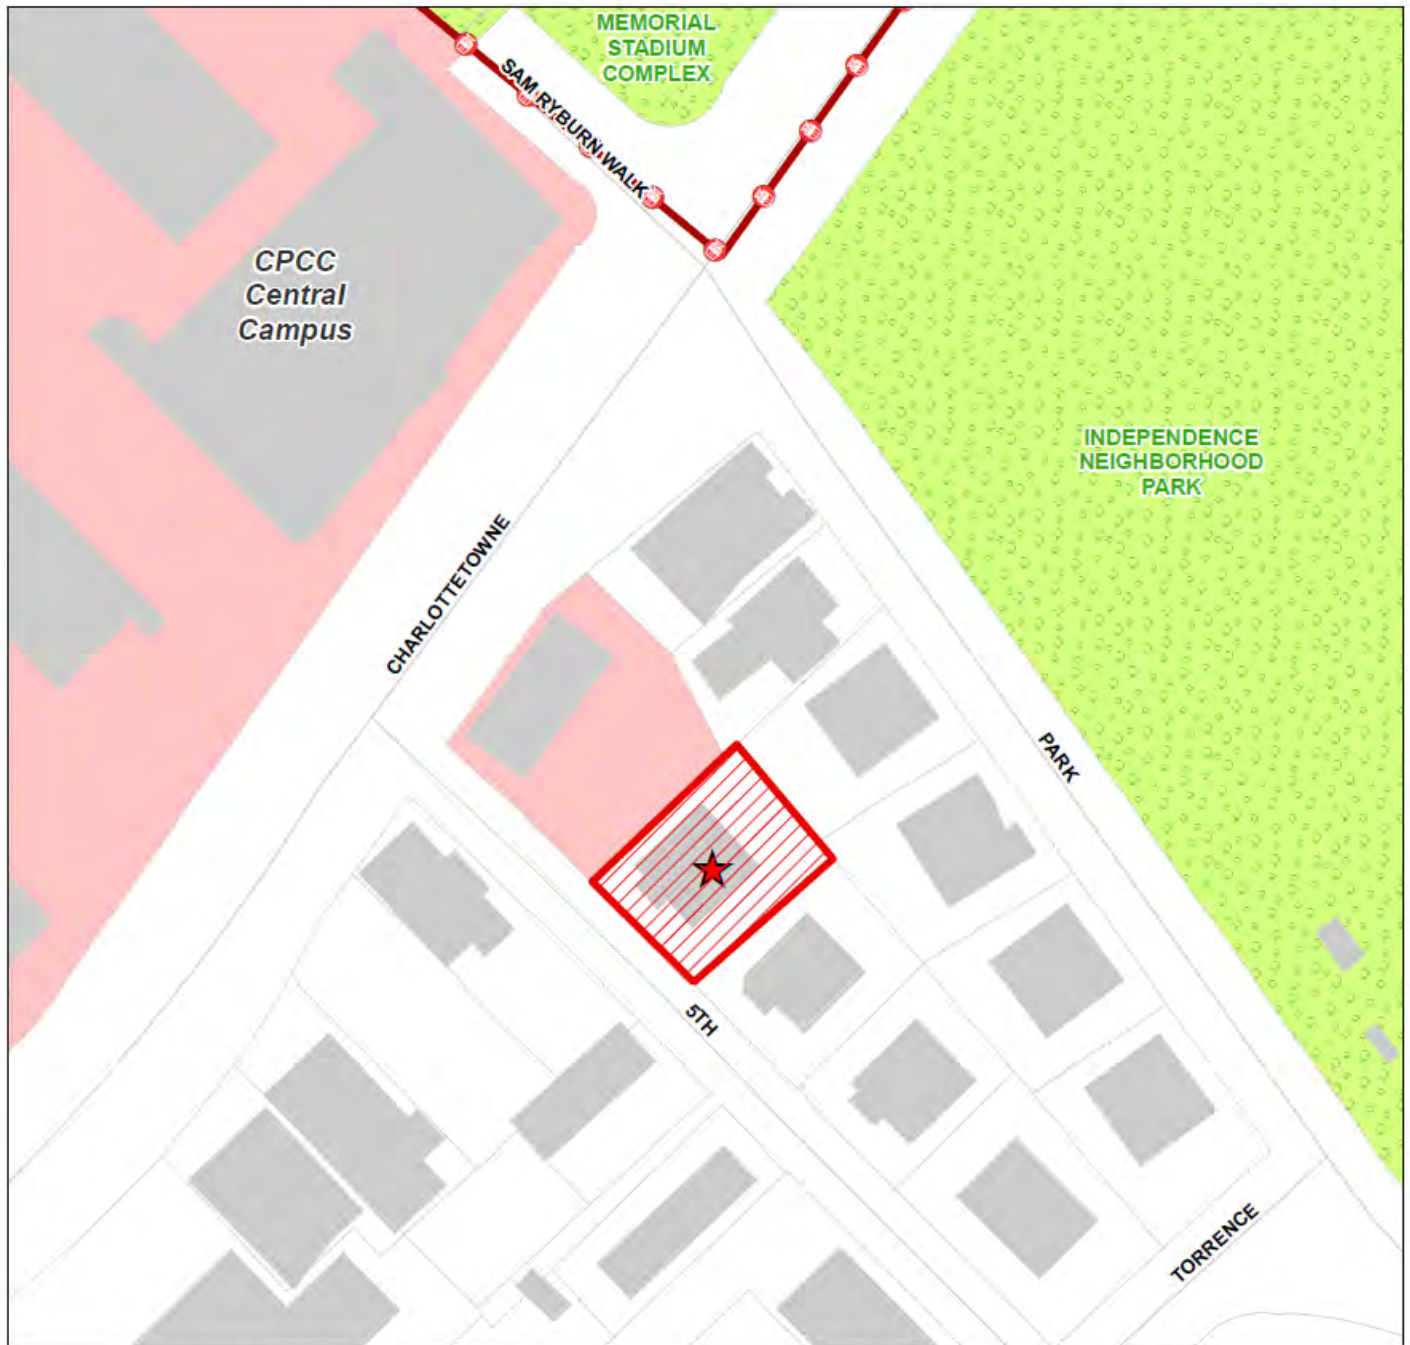 MEMORIAL
STADIUM
COMPLEX
SAM RYBURN WALK
CPCC
Central
Campus
INDEPENDENCE
NEIGHBORHOOD
PARK
CHARLOTTETOWNE
PARK
5TH
TORRENCE